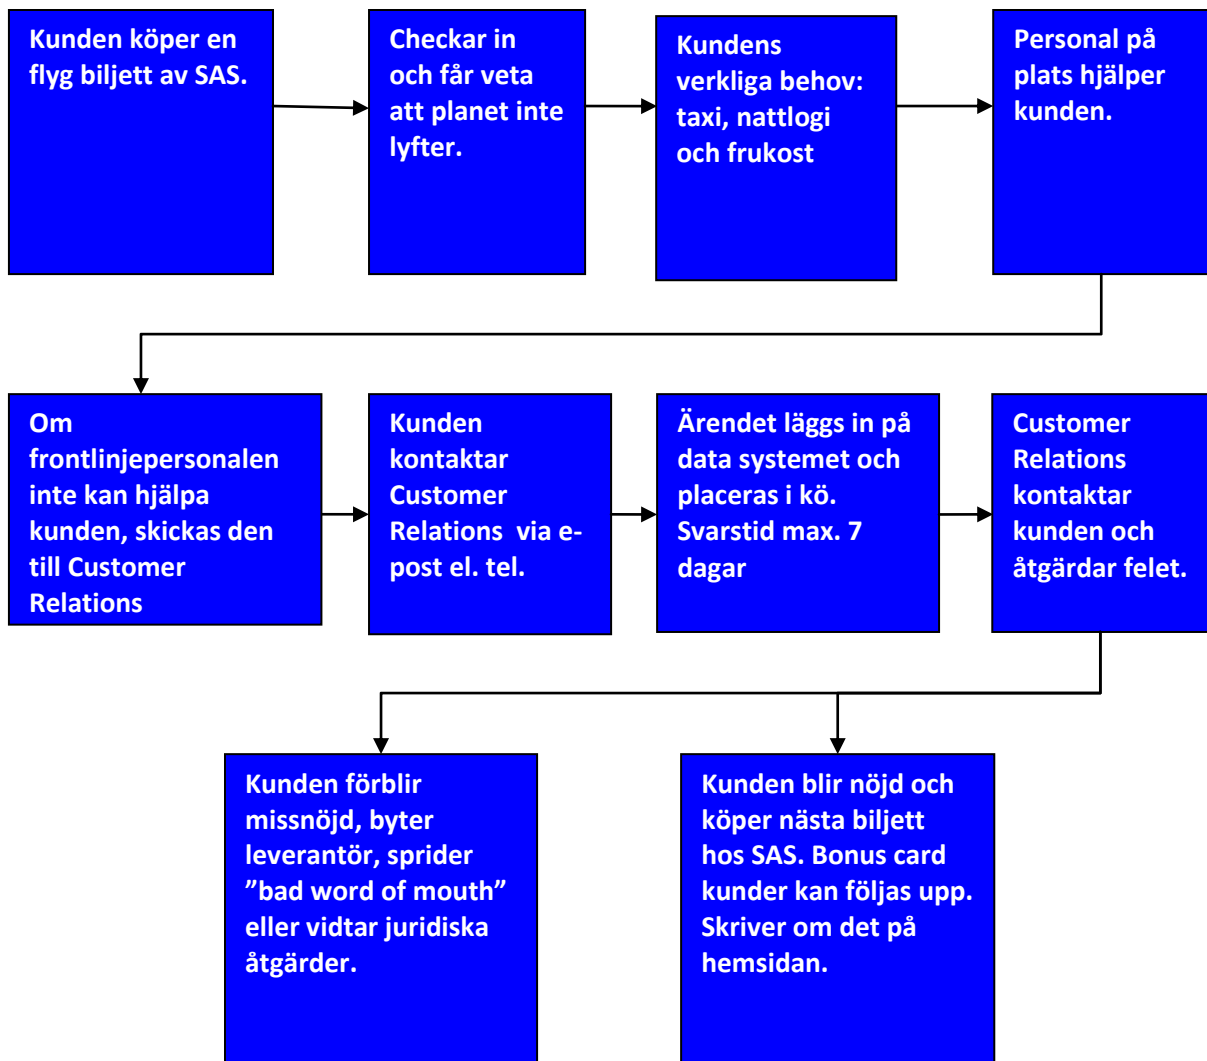 Kunden köper en
flyg biljett av SAS.
Checkar in
och får veta
att planet inte
lyfter.
Kundens
verkliga behov:
taxi, nattlogi
och frukost
Personal på
plats hjälper
kunden.
Om
frontlinjepersonalen
inte kan hjälpa
kunden, skickas den
till Customer
Relations
Kunden
kontaktar
Customer
Relations  via e-
post el. tel.
Ärendet läggs in på
data systemet och
placeras i kö.
Svarstid max. 7
dagar
Customer
Relations
kontaktar
kunden och
åtgärdar felet.
Kunden förblir
missnöjd, byter
leverantör, sprider
”bad word of mouth”
eller vidtar juridiska
åtgärder.
Kunden blir nöjd och
köper nästa biljett
hos SAS. Bonus card
kunder kan följas upp.
Skriver om det på
hemsidan.